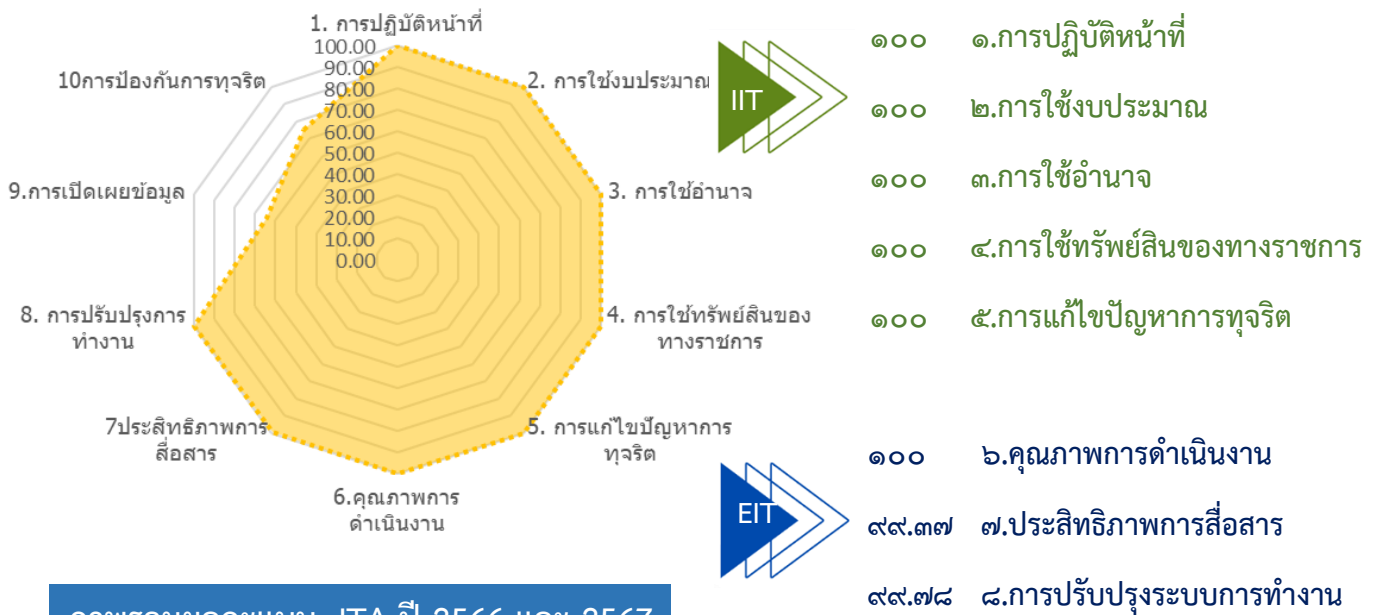 1. การปฏิบัติหน้าที่
100.00
90.00
80.00
70.00
60.00
50.00
40.00
30.00
20.00
10.00
0.00
2. การใช้งบประมาณ
3. การใช้อำนาจ
4. การใช้ทรัพย์สินของ
ทางราชการ
5. การแก้ไขปัญหาการ
ทุจริต
6.คุณภาพการ
ดำเนินงาน
7ประสิทธิภาพการ
สื่อสาร
8. การปรับปรุงการ
ทำงาน
9.การเปิดเผยข้อมูล
10การป้องกันการทุจริต
IIT
๑๐๐ ๑.การปฏิบัติหน้าที่
๑๐๐ ๒.การใช้งบประมาณ
๑๐๐ ๓.การใช้อำนาจ
๑๐๐ ๔.การใช้ทรัพย์สินของทางราชการ
๑๐๐ ๕.การแก้ไขปัญหาการทุจริต
EIT
๑๐๐ ๖.คุณภาพการดำเนินงาน
๙๙.๓๗ ๗.ประสิทธิภาพการสื่อสาร
๙๙.๗๘ ๘.การปรับปรุงระบบการทำงาน
ITA ปี 2566 และ 2567